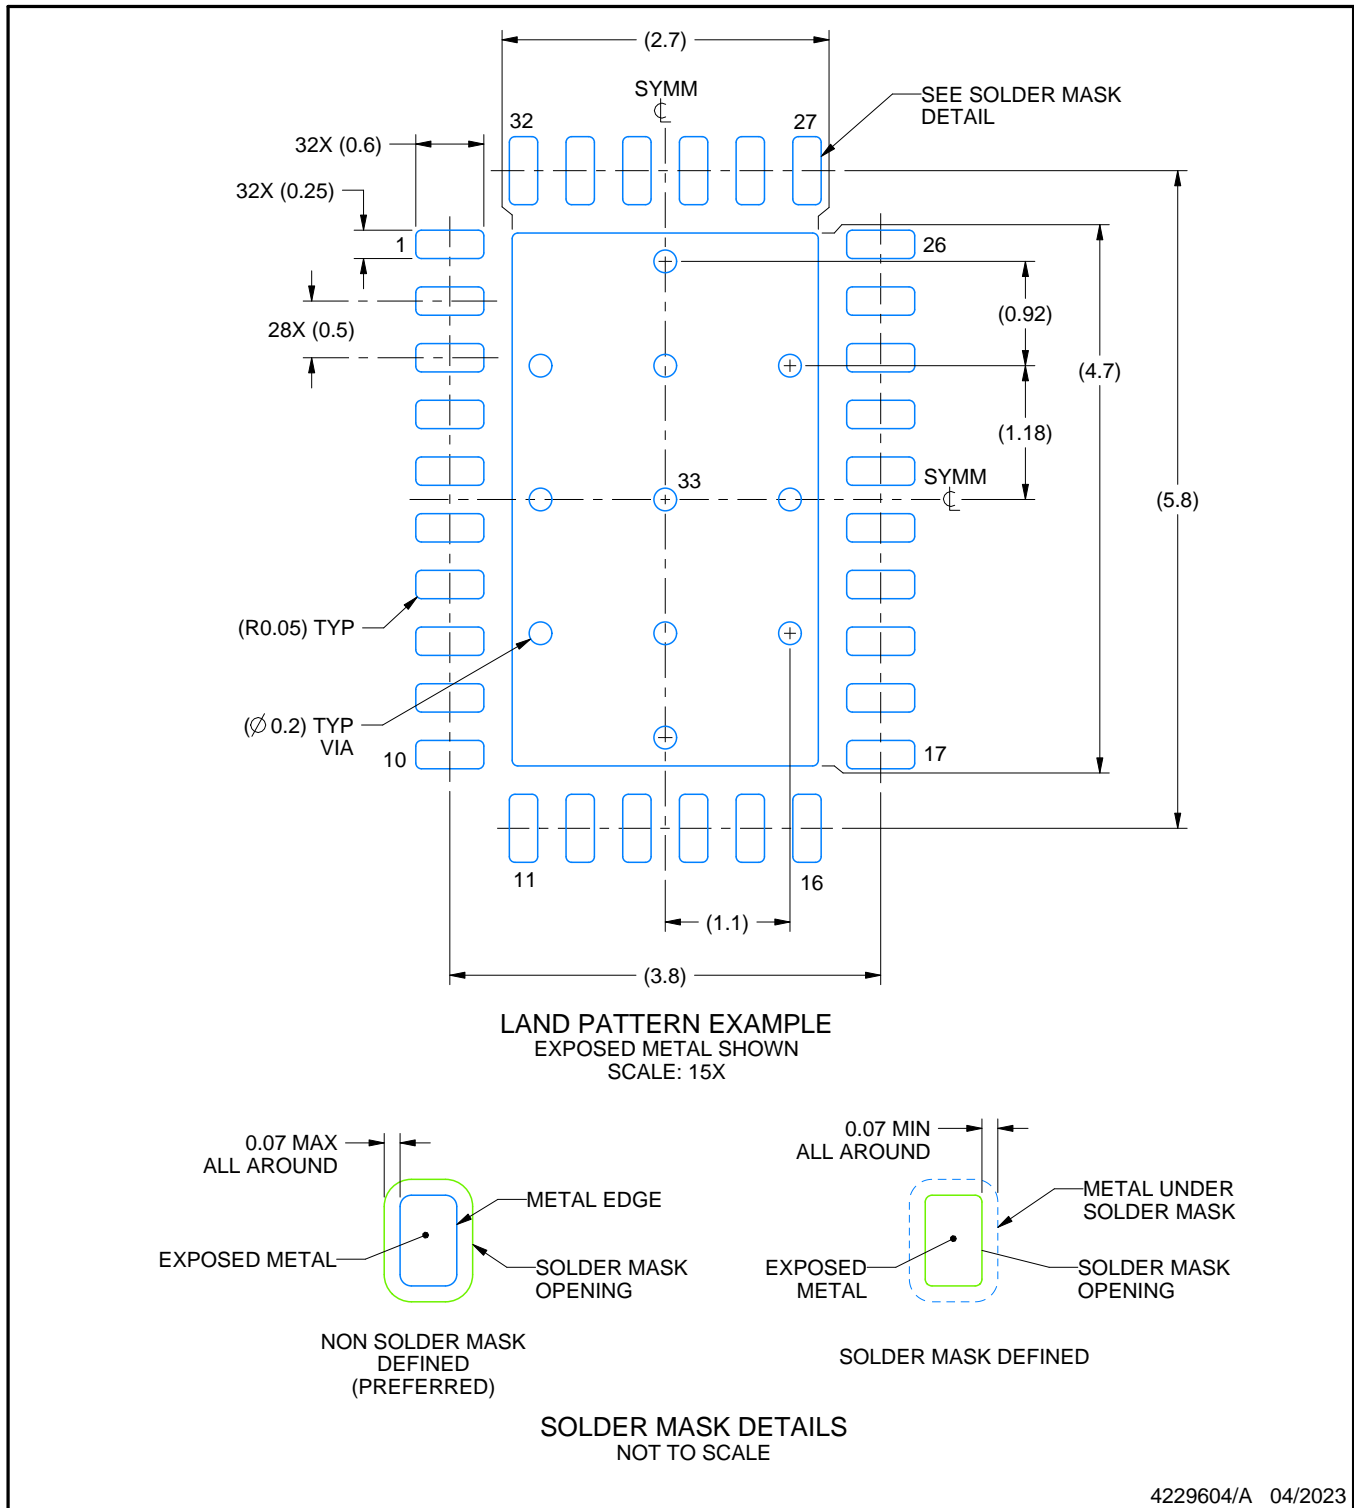 (2.7)
SYMM
SEE SOLDER MASK
DETAIL
32
27
32X (0.6)
32X (0.25)
1
26
(0.92)
28X (0.5)
(4.7)
(1.18)
33
SYMM
(5.8)
(R0.05) TYP
(Ø 0.2) TYP
VIA
10
17
11
16
(1.1)
(3.8)
LAND PATTERN EXAMPLE
EXPOSED METAL SHOWN
SCALE: 15X
0.07 MAX
ALL AROUND
METAL EDGE
EXPOSED METAL
SOLDER MASK
OPENING
NON SOLDER MASK
DEFINED
(PREFERRED)
0.07 MIN
ALL AROUND
METAL UNDER
SOLDER MASK
EXPOSED
METAL
SOLDER MASK
OPENING
SOLDER MASK DEFINED
SOLDER MASK DETAILS
NOT TO SCALE
4229604/A 04/2023